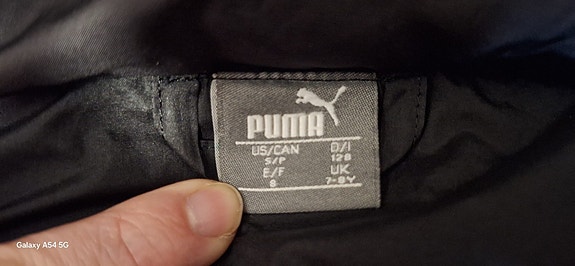 PUMA
US/CAN D/I
S/P 128
E/F UK
8 7-8Y
Galaxy A54 5G